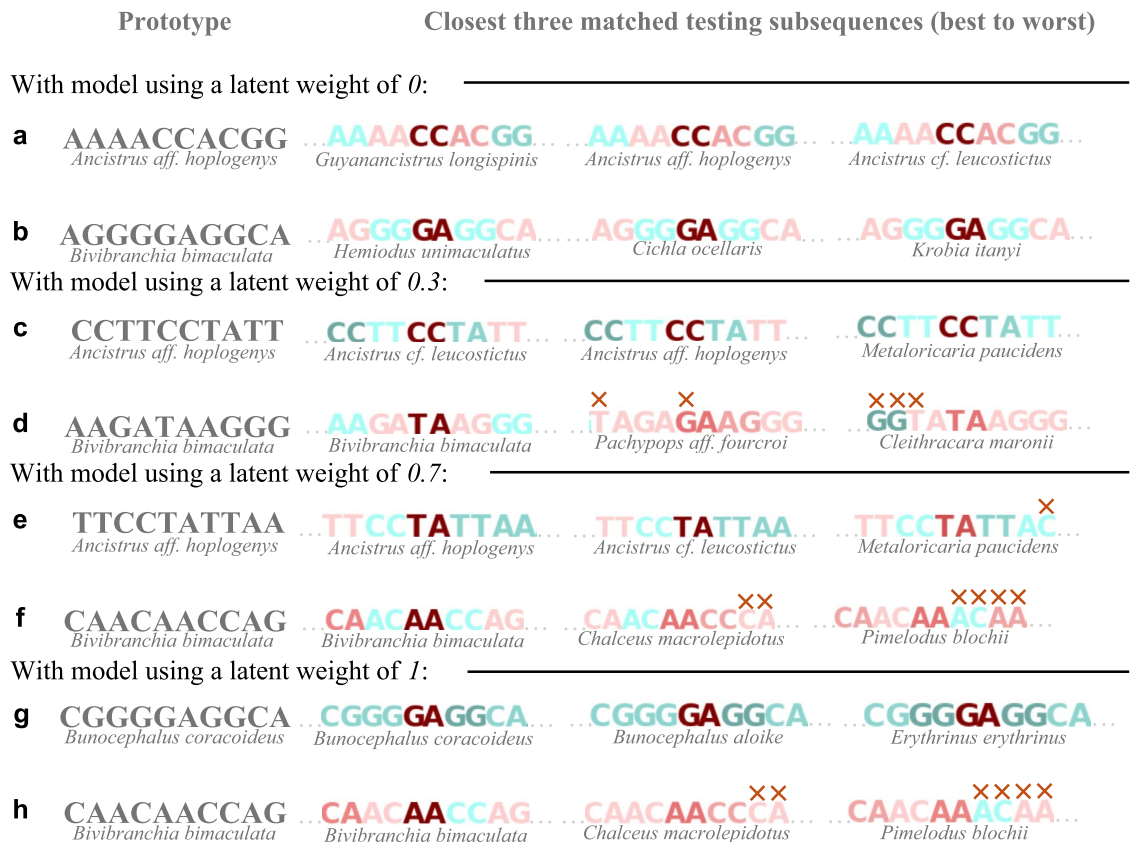 Prototype Closest three matched testing subsequences (best to worst)
With model using a latent weight of 0:
a AAAACCACGG ...AAAACCACGG... ...AAAACCACGG... ...AAAACCACGG...
Ancistrus aff. hoplogenys Guyanancistrus longispinis Ancistrus aff. hoplogenys Ancistrus cf. leucostictus
b AGGGGAGGCA ...AGGGGAGGCA... ...AGGGGAGGCA... ...AGGGGAGGCA...
Bivibranchia bimaculata Hemiodus unimaculatus Cichla ocellaris Krobia itanyi
With model using a latent weight of 0.3:
c CCTTCCTATT ...CCTTCCTATT... ...CCTTCCTATT... ...CCTTCCTATT...
Ancistrus aff. hoplogenys Ancistrus cf. leucostictus Ancistrus aff. hoplogenys Metaloricaria paucidens
d AAGATAAGGG ...AAGATAAGGG... ...TAGAGAAGGG... ...GGTATAAGGG...
Bivibranchia bimaculata Bivibranchia bimaculata Pachypops aff. fourcroi Cleithracara maronii
With model using a latent weight of 0.7:
e TTCCTATTAA ...TTCCTATTAA... ...TTCCTATTAA... ...TTCCTATTAC...
Ancistrus aff. hoplogenys Ancistrus aff. hoplogenys Ancistrus cf. leucostictus Metaloricaria paucidens
f CAACAACCAG ...CAACAACCAG... ...CAACAACCCA... ...CAACAAACAA...
Bivibranchia bimaculata Bivibranchia bimaculata Chalceus macrolepidotus Pimelodus blochii
With model using a latent weight of 1:
g CGGGGAGGCA ...CGGGGAGGCA... ...CGGGGAGGCA... ...CGGGGAGGCA...
Bunocephalus coracoideus Bunocephalus coracoideus Bunocephalus aloike Erythrinus erythrinus
h CAACAACCAG ...CAACAACCAG... ...CAACAACCCA... ...CAACAAACAA...
Bivibranchia bimaculata Bivibranchia bimaculata Chalceus macrolepidotus Pimelodus blochii